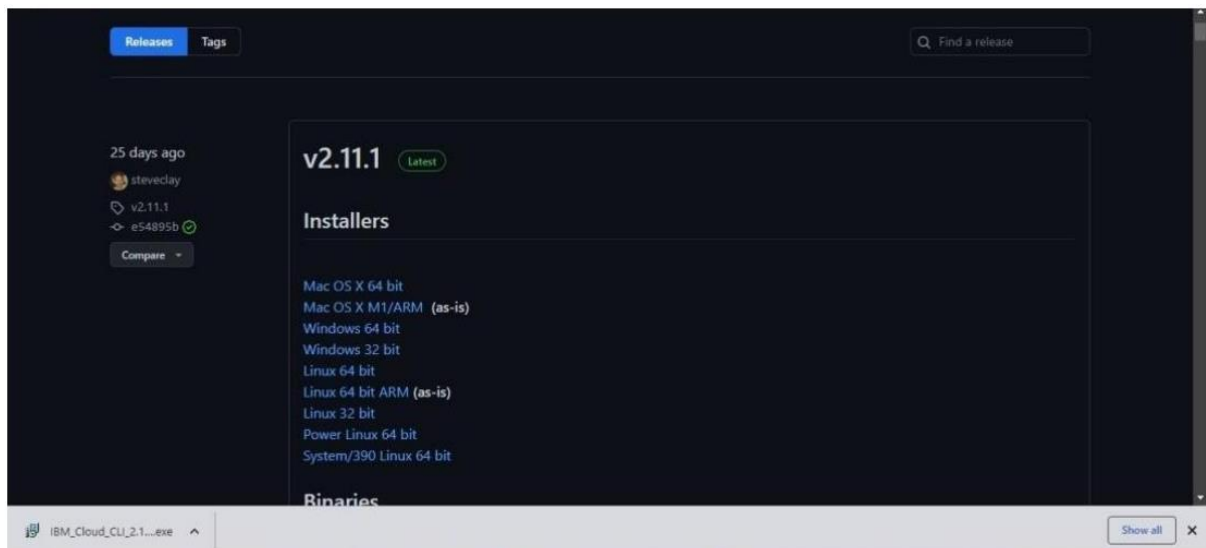 Releases Tags
Find a release
25 days ago
steveclay
v2.11.1
e54895b
Compare
v2.11.1 Latest
Installers
Mac OS X 64 bit
Mac OS X M1/ARM (as-is)
Windows 64 bit
Windows 32 bit
Linux 64 bit
Linux 64 bit ARM (as-is)
Linux 32 bit
Power Linux 64 bit
System/390 Linux 64 bit
Binaries
IBM_Cloud_CLI_2.1....exe
Show all